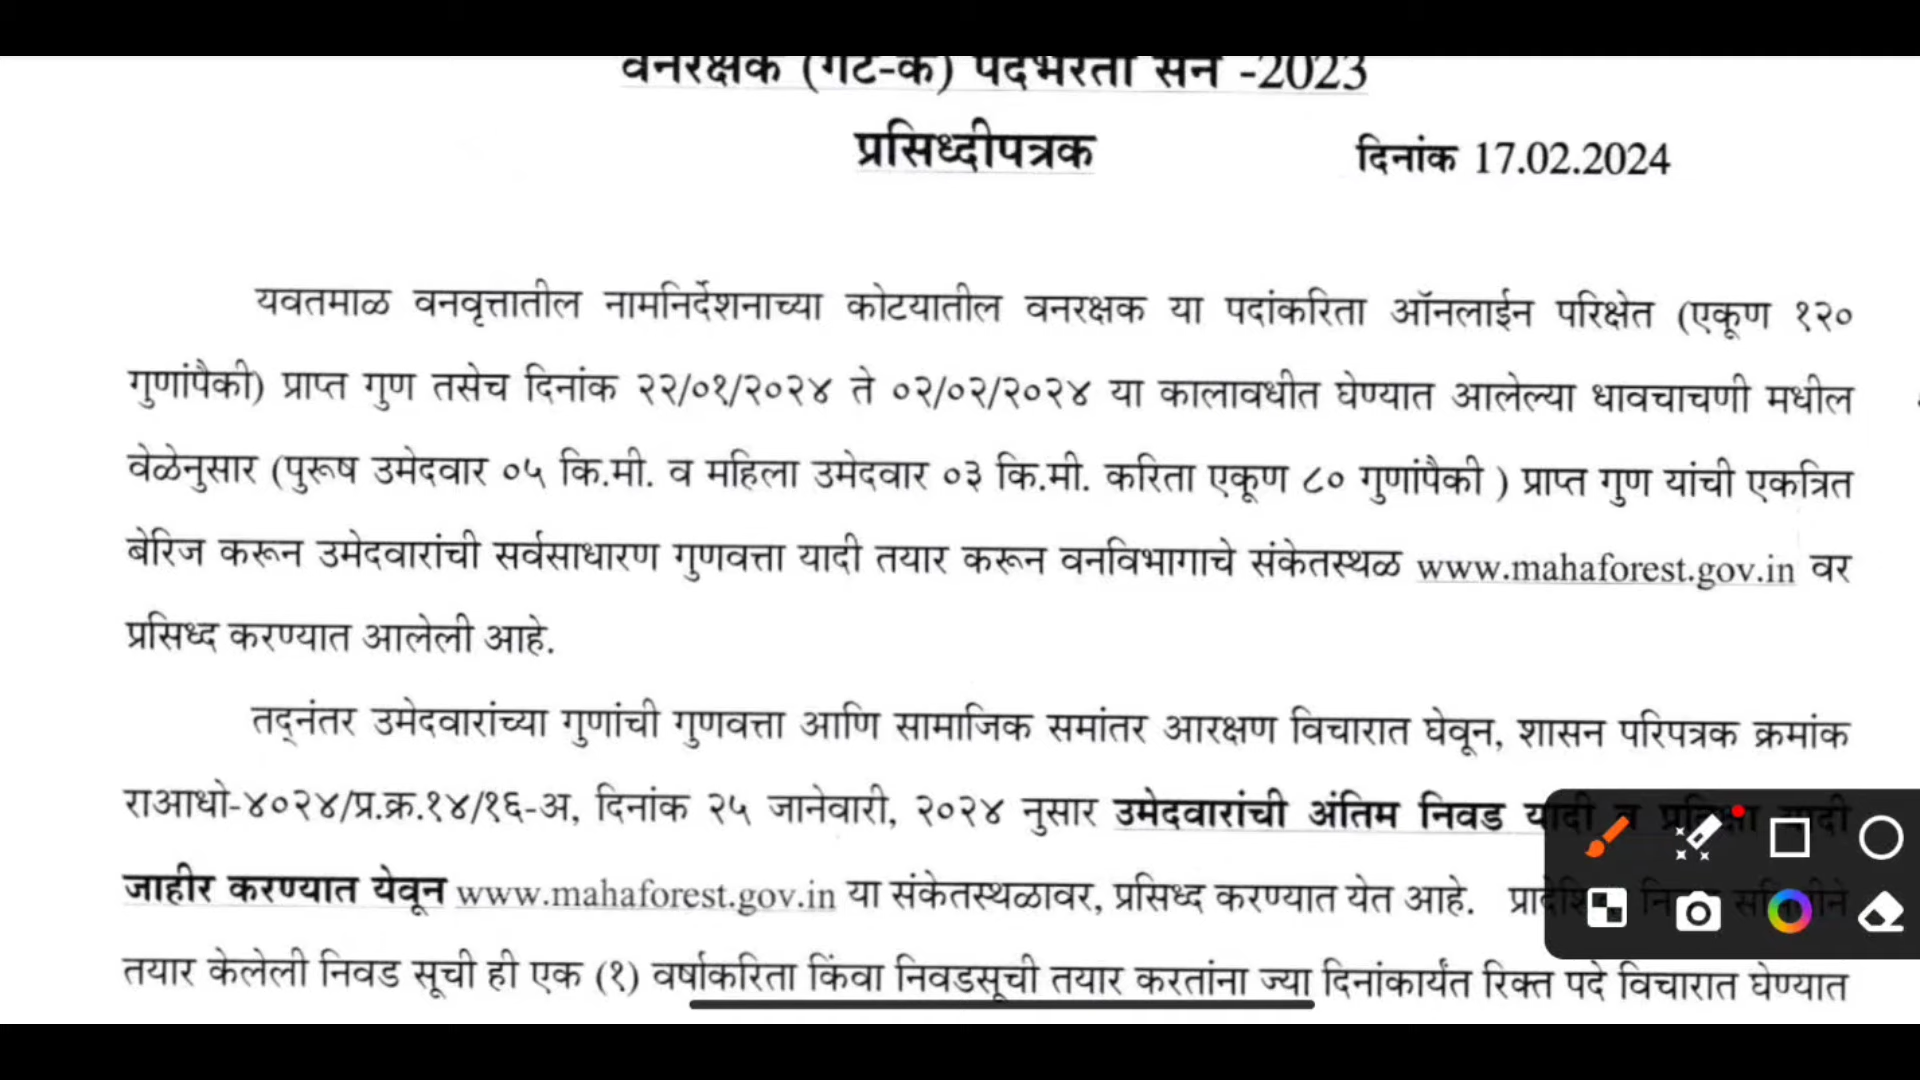 वनरक्षक (गट-क) पदभरती सन -2023
प्रसिध्दीपत्रक दिनांक 17.02.2024
यवतमाळ वनवृत्तातील नामनिर्देशनाच्या कोटयातील वनरक्षक या पदांकरिता ऑनलाईन परिक्षेत (एकूण १२०
गुणांपैकी) प्राप्त गुण तसेच दिनांक २२/०१/२०२४ ते ०२/०२/२०२४ या कालावधीत घेण्यात आलेल्या धावचाचणी मधील
वेळेनुसार (पुरूष उमेदवार ०५ कि.मी. व महिला उमेदवार ०३ कि.मी. करिता एकूण ८० गुणांपैकी ) प्राप्त गुण यांची एकत्रित
बेरिज करून उमेदवारांची सर्वसाधारण गुणवत्ता यादी तयार करून वनविभागाचे संकेतस्थळ www.mahaforest.gov.in वर
प्रसिध्द करण्यात आलेली आहे.
तद्नंतर उमेदवारांच्या गुणांची गुणवत्ता आणि सामाजिक समांतर आरक्षण विचारात घेवून, शासन परिपत्रक क्रमांक
राआधो-४०२४/प्र.क्र.१४/१६-अ, दिनांक २५ जानेवारी, २०२४ नुसार उमेदवारांची अंतिम निवड यादी व प्रतिक्षा यादी
जाहीर करण्यात येवून www.mahaforest.gov.in या संकेतस्थळावर, प्रसिध्द करण्यात येत आहे.
तयार केलेली निवड सूची ही एक (१) वर्षाकरिता किंवा निवडसूची तयार करतांना ज्या दिनांकार्यंत रिक्त पदे विचारात घेण्यात